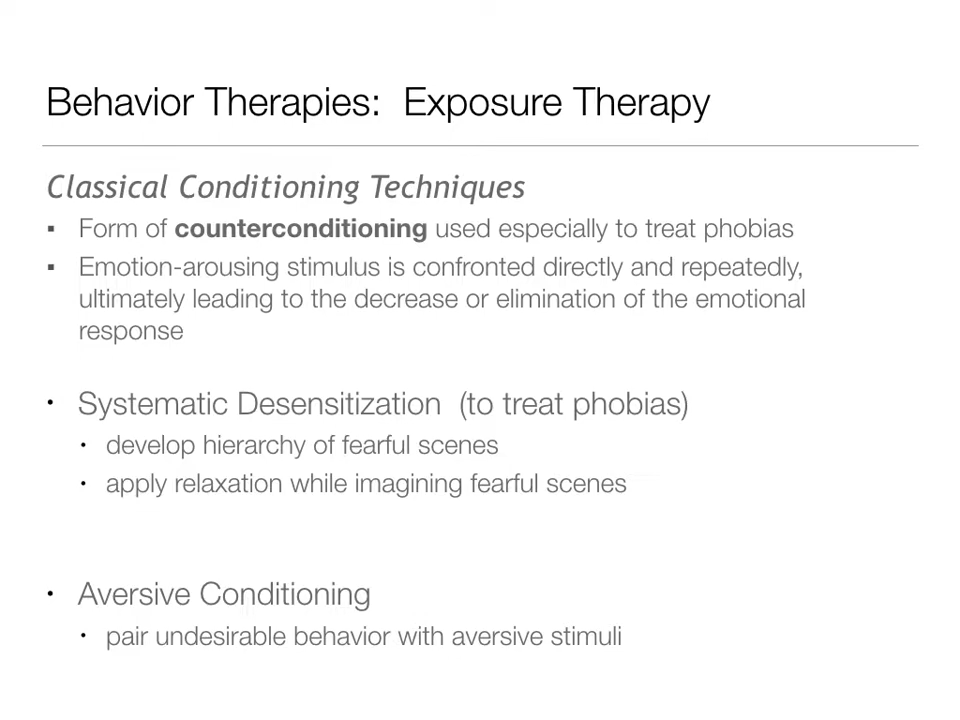 Behavior Therapies:  Exposure Therapy
Classical Conditioning Techniques
▪ Form of counterconditioning used especially to treat phobias
▪ Emotion-arousing stimulus is confronted directly and repeatedly,
ultimately leading to the decrease or elimination of the emotional
response
• Systematic Desensitization  (to treat phobias)
• develop hierarchy of fearful scenes
• apply relaxation while imagining fearful scenes
• Aversive Conditioning
• pair undesirable behavior with aversive stimuli